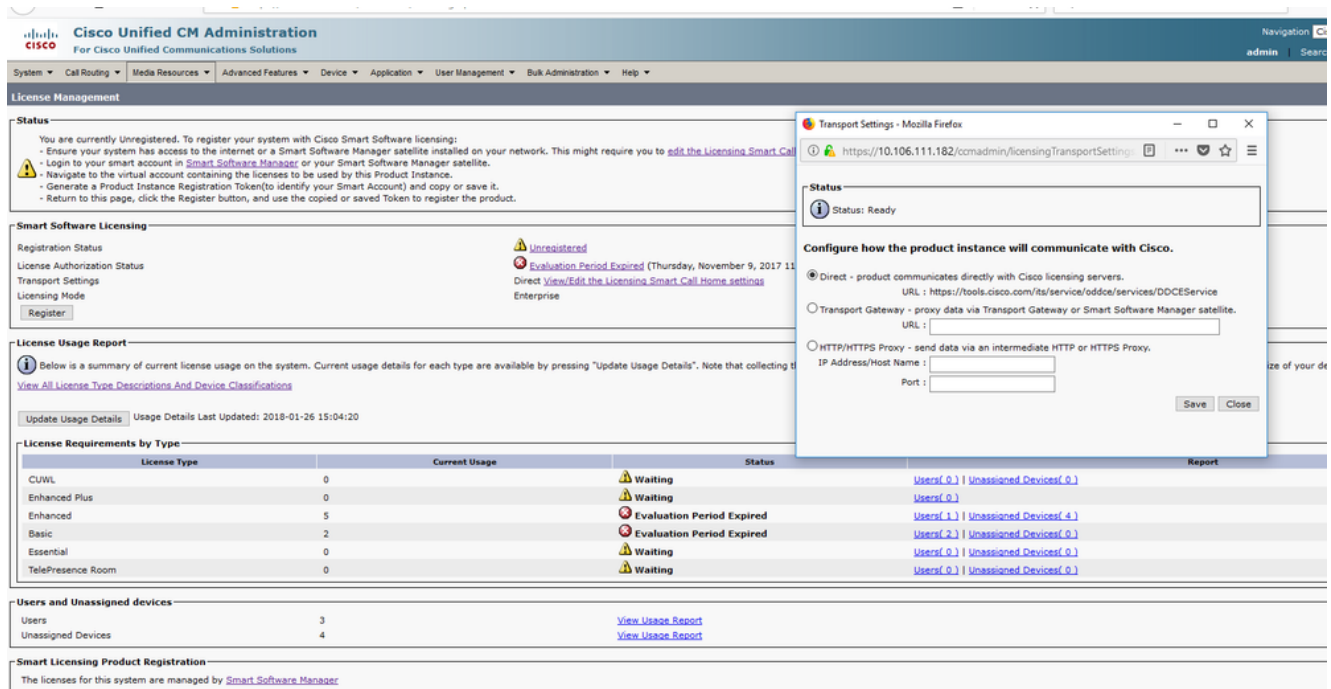 CISCO
Cisco Unified CM Administration
For Cisco Unified Communications Solutions
Navigation
admin
System
Call Routing
Media Resources
Advanced Features
Device
Application
User Management
Bulk Administration
Help
License Management
Status
You are currently Unregistered. To register your system with Cisco Smart Software licensing:
- Ensure your system has access to the internet or a Smart Software Manager satellite installed on your network. This might require you to edit the Licensing Smart Call
- Login to your smart account in Smart Software Manager or your Smart Software Manager satellite.
- Navigate to the virtual account containing the licenses to be used by this Product Instance.
- Generate a Product Instance Registration Token(to identify your Smart Account) and copy or save it.
- Return to this page, click the Register button, and use the copied or saved Token to register the product.
Smart Software Licensing
Registration Status Unregistered
License Authorization Status Evaluation Period Expired (Thursday, November 9, 2017 11
Transport Settings Direct View/Edit the Licensing Smart Call Home settings
Licensing Mode Enterprise
Register
License Usage Report
Below is a summary of current license usage on the system. Current usage details for each type are available by pressing "Update Usage Details". Note that collecting
View All License Type Descriptions And Device Classifications
Update Usage Details Usage Details Last Updated: 2018-01-26 15:04:20
License Requirements by Type
License Type Current Usage Status Report
CUWL 0 Waiting Users( 0 ) | Unassigned Devices( 0 )
Enhanced Plus 0 Waiting Users( 0 )
Enhanced 5 Evaluation Period Expired Users( 1 ) | Unassigned Devices( 4 )
Basic 2 Evaluation Period Expired Users( 2 ) | Unassigned Devices( 0 )
Essential 0 Waiting Users( 0 ) | Unassigned Devices( 0 )
TelePresence Room 0 Waiting Users( 0 ) | Unassigned Devices( 0 )
Users and Unassigned devices
Users 3 View Usage Report
Unassigned Devices 4 View Usage Report
Smart Licensing Product Registration
The licenses for this system are managed by Smart Software Manager
Transport Settings - Mozilla Firefox
https://10.106.111.182/ccmadmin/licensingTransportSettings
Status
Status: Ready
Configure how the product instance will communicate with Cisco.
Direct - product communicates directly with Cisco licensing servers.
URL : https://tools.cisco.com/its/service/oddce/services/DDCEService
Transport Gateway - proxy data via Transport Gateway or Smart Software Manager satellite.
URL :
HTTP/HTTPS Proxy - send data via an intermediate HTTP or HTTPS Proxy.
IP Address/Host Name :
Port :
Save Close